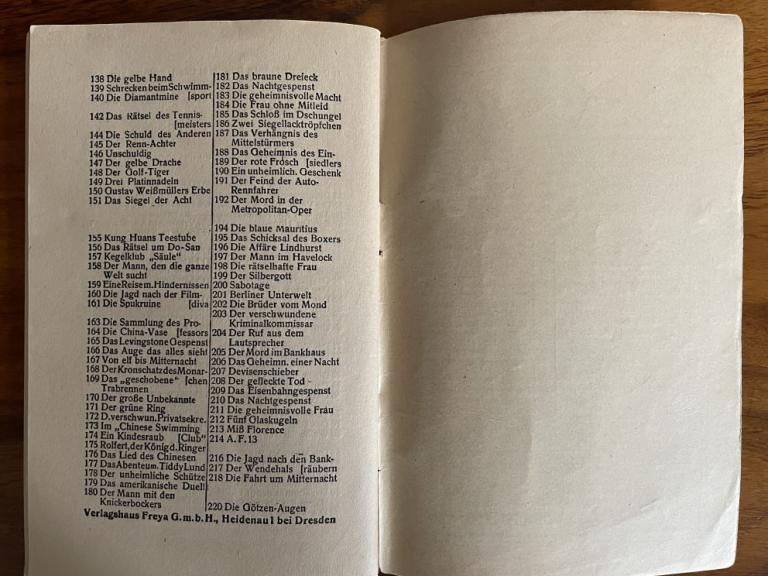 138 Die gelbe Hand
139 Schrecken beim Schwimm-
140 Die Diamantmine [sport
142 Das Rätsel des Tennis-
[meisters
144 Die Schuld des Anderen
145 Der Renn-Achter
146 Unschuldig
147 Der gelbe Drache
148 Der Golf-Tiger
149 Drei Platinnadeln
150 Gustav Weißmüllers Erbe
151 Das Siegel der Acht
155 Kung Huans Teestube
156 Das Rätsel um Do-San
157 Kegelklub „Säule"
158 Der Mann, den die ganze
Welt sucht
159 Eine Reise m. Hindernissen
160 Die Jagd nach der Film-
161 Die Spukruine [diva
163 Die Sammlung des Pro-
164 Die China-Vase [fessors
165 Das Levingstone Gespenst
166 Das Auge das alles sieht
167 Von elf bis Mitternacht
168 Der Kronschatz des Monar-
169 Das „geschobene" [chen
Trabrennen
170 Der große Unbekannte
171 Der grüne Ring
172 D. verschwun. Privatsekre.
173 Im „Chinese Swimming
174 Ein Kindesraub [Club"
175 Rolfert, der König d. Ringer
176 Das Lied des Chinesen
177 Das Abenteu. Tiddy Lund
178 Der unheimliche Schütze
179 Das amerikanische Duell
180 Der Mann mit den
Knickerbockers
181 Das braune Dreieck
182 Das Nachtgespenst
183 Die geheimnisvolle Macht
184 Die Frau ohne Mitleid
185 Das Schloß im Dschungel
186 Zwei Siegellacktröpfchen
187 Das Verhängnis des
Mittelstürmers
188 Das Geheimnis des Ein-
189 Der rote Frosch [siedlers
190 Ein unheimlich. Geschenk
191 Der Feind der Auto-
Rennfahrer
192 Der Mord in der
Metropolitan-Oper
194 Die blaue Mauritius
195 Das Schicksal des Boxers
196 Die Affäre Lindhurst
197 Der Mann im Havelock
198 Die rätselhafte Frau
199 Der Silbergott
200 Sabotage
201 Berliner Unterwelt
202 Die Brüder vom Mond
203 Der verschwundene
Kriminalkommissar
204 Der Ruf aus dem
Lautsprecher
205 Der Mord im Bankhaus
206 Das Geheimn. einer Nacht
207 Devisenschieber
208 Der gefleckte Tod
209 Das Eisenbahngespenst
210 Das Nachtgespenst
211 Die geheimnisvolle Frau
212 Fünf Glaskugeln
213 Miß Florence
214 A. F. 13
216 Die Jagd nach den Bank-
217 Der Wendehals [räubern
218 Die Fahrt um Mitternacht
220 Die Götzen-Augen
Verlagshaus Freya G. m. b. H., Heidenau 1 bei Dresden